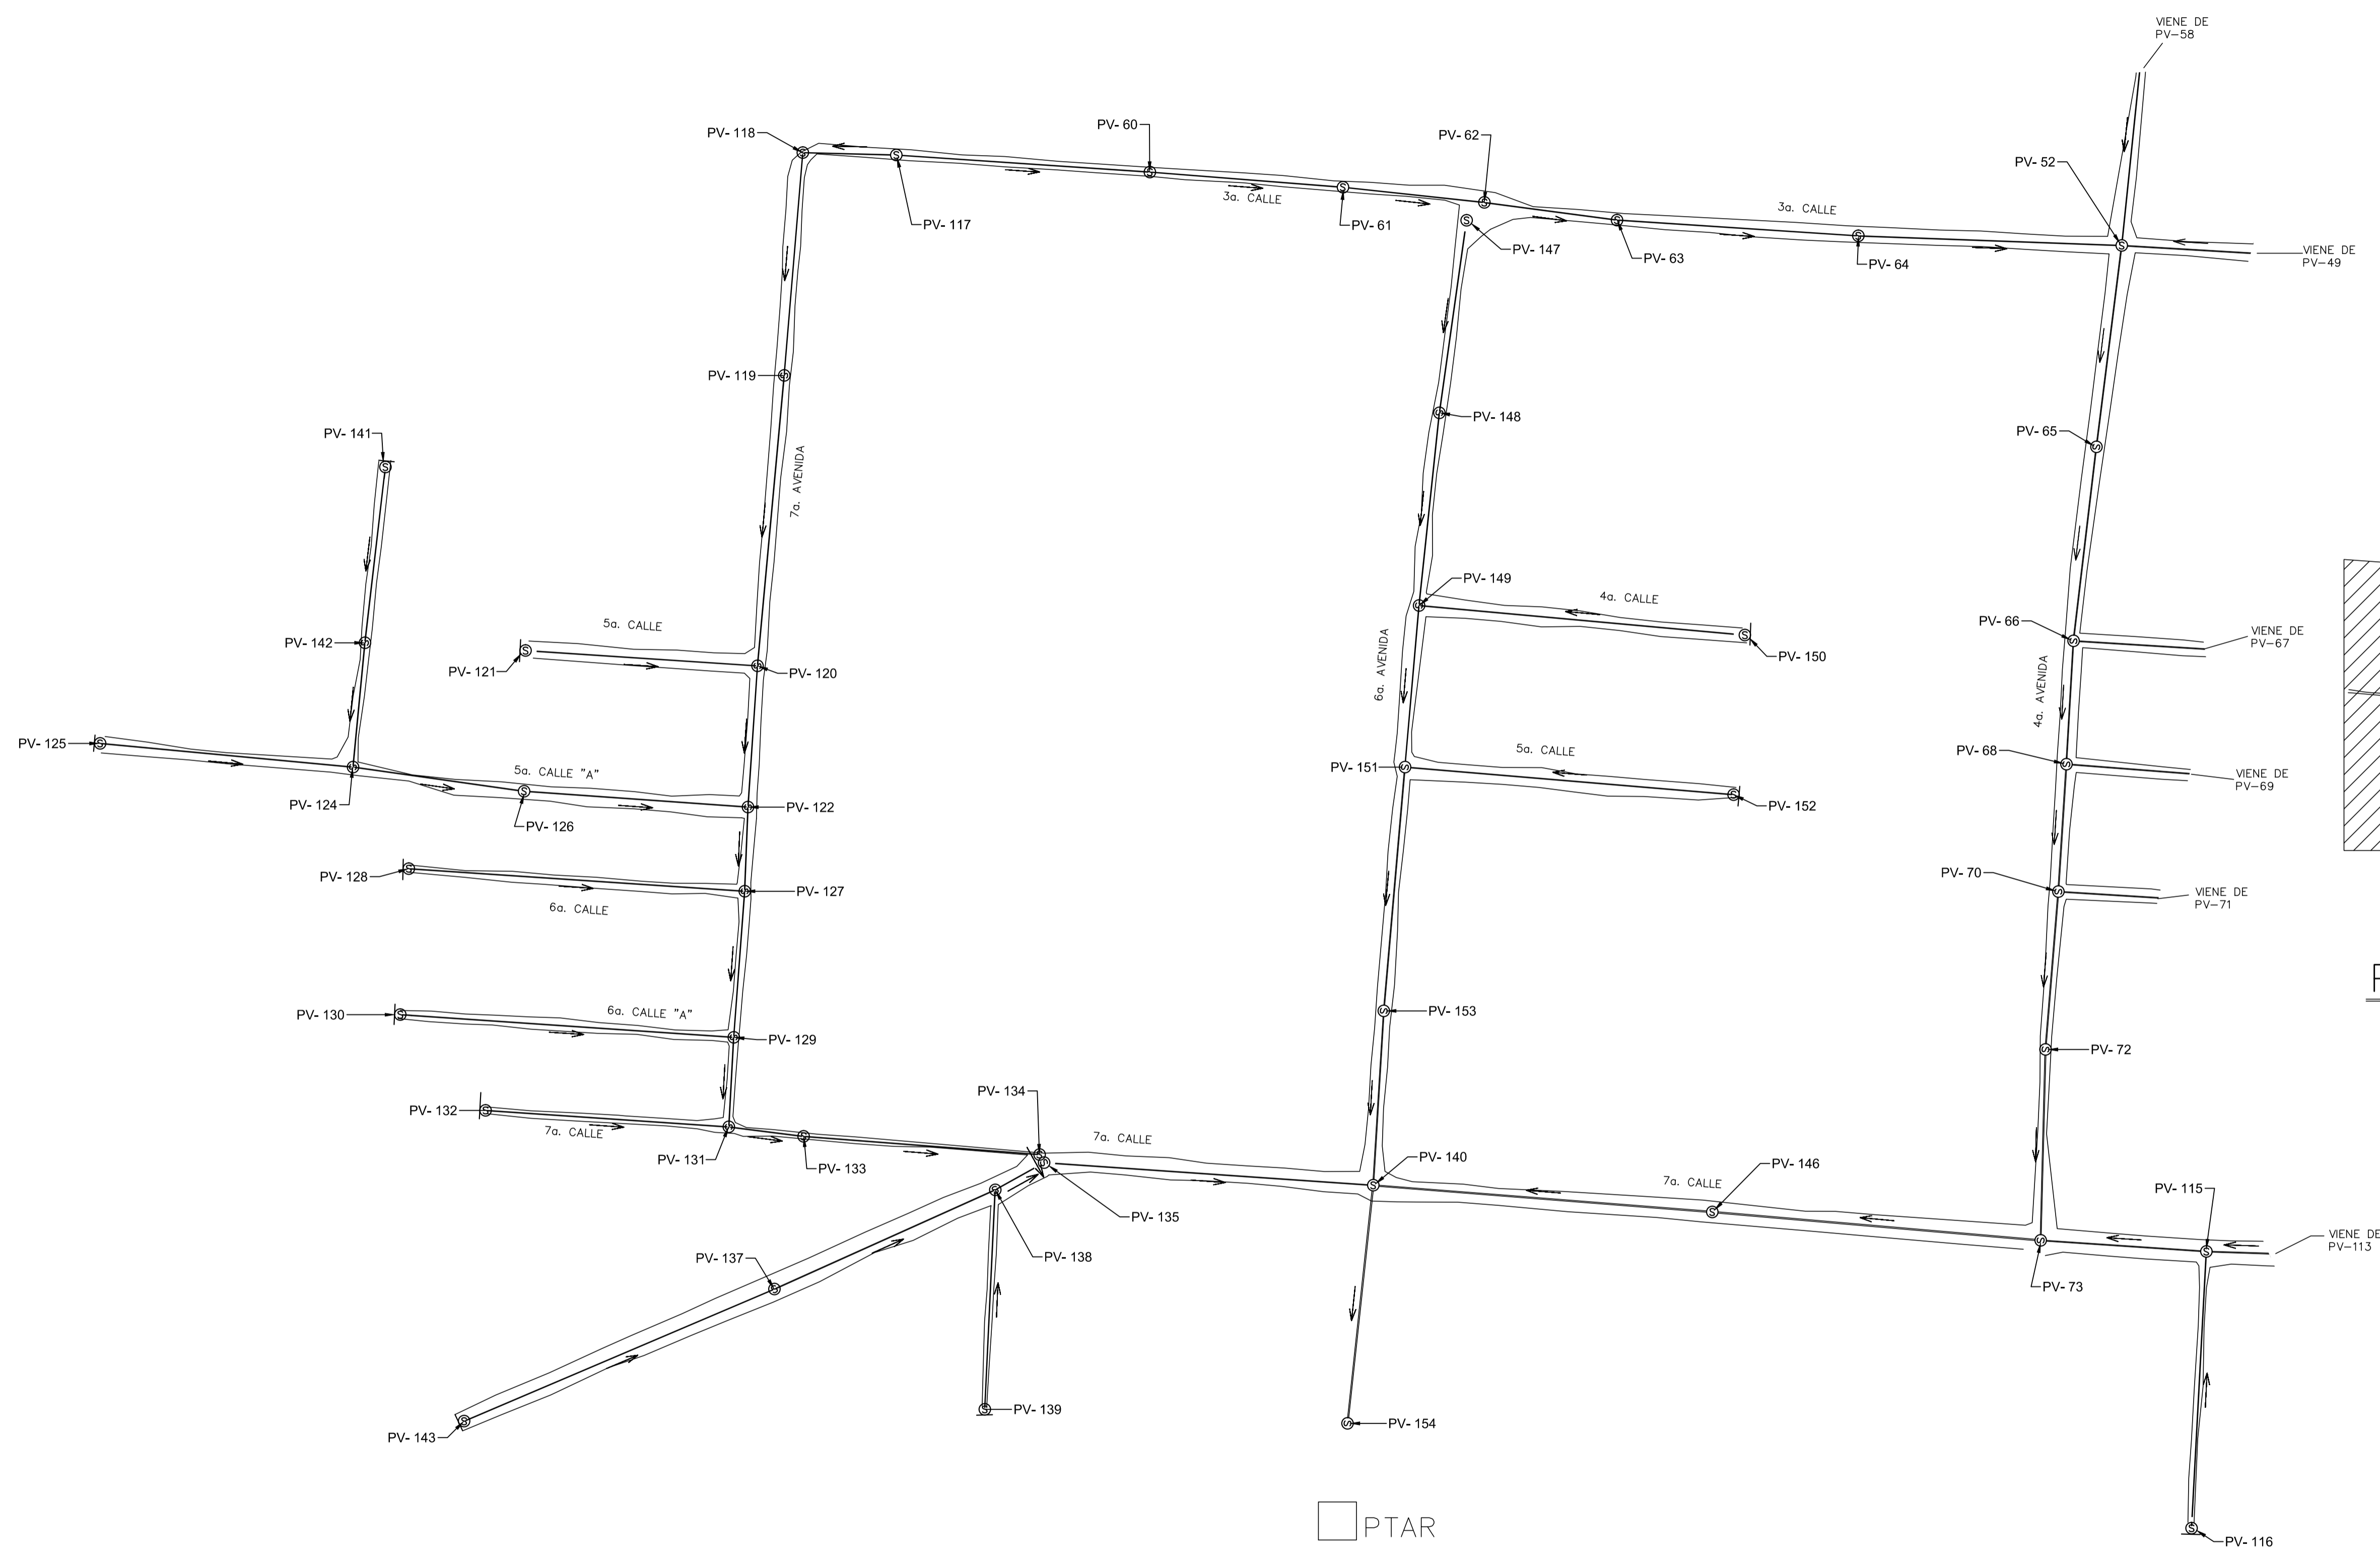 VIENE DE
PV-58
PV- 60
PV- 118
PV- 62
PV- 52
3a. CALLE
3a. CALLE
PV- 117
PV- 61
PV- 147
PV- 63
PV- 64
VIENE DE
PV-49
PV- 119
PV- 148
PV- 65
PV- 141
7a. AVENIDA
PV- 149
4a. CALLE
5a. CALLE
PV- 66
VIENE DE
PV-67
PV- 142
PV- 121
PV- 120
6a. AVENIDA
PV- 150
4a. AVENIDA
PV- 125
5a. CALLE
PV- 68
PV- 151
5a. CALLE "A"
VIENE DE
PV-69
PV- 124
PV- 122
PV- 152
PV- 126
PV- 128
PV- 127
PV- 70
VIENE DE
PV-71
6a. CALLE
PV- 130
6a. CALLE "A"
PV- 153
PV- 129
PV- 72
PV- 134
PV- 132
7a. CALLE
7a. CALLE
PV- 131
PV- 133
PV- 140
PV- 146
7a. CALLE
PV- 115
PV- 135
VIENE DE
PV-113
PV- 137
PV- 138
PV- 73
PV- 139
PV- 143
PV- 154
PTAR
PV- 116